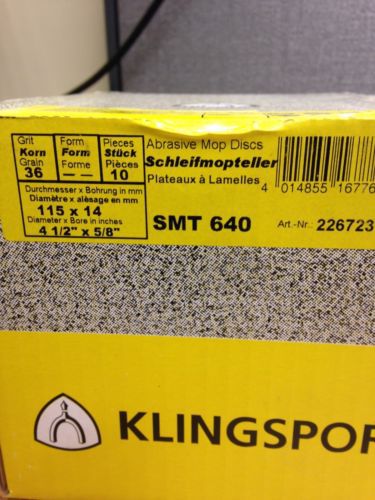 Grit Form Pieces
Korn Form Stück
Grain Forme Pièces
36 — — 10
Abrasive Mop Discs
Schleifmopteller
Plateaux à Lamelles
4 014855 16776
Durchmesser x Bohrung in mm
Diamètre x alèsage en mm
115 x 14
Diameter x Bore in inches
4 1/2" x 5/8"
SMT 640
Art.-Nr.: 226723
KLINGSPOR